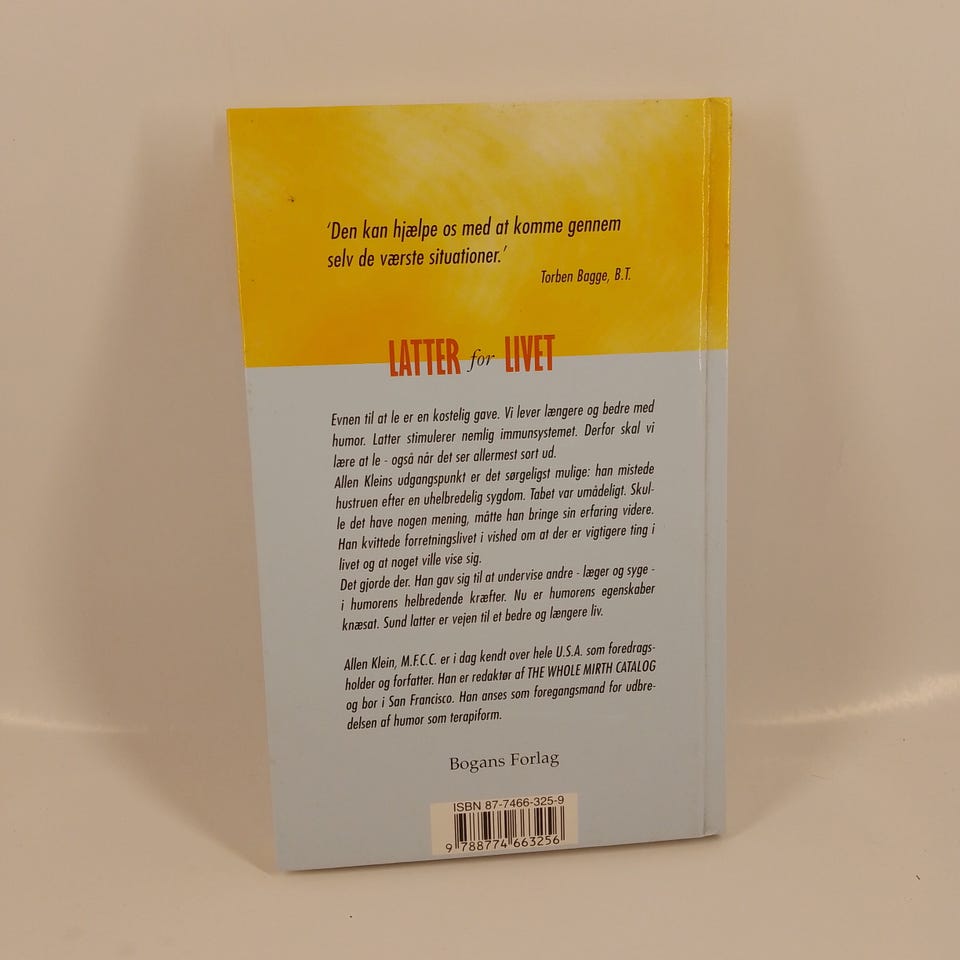 'Den kan hjælpe os med at komme gennem
selv de værste situationer.'
Torben Bagge, B.T.
LATTER for LIVET
Evnen til at le er en kostelig gave. Vi lever længere og bedre med
humor. Latter stimulerer nemlig immunsystemet. Derfor skal vi
lære at le - også når det ser allermest sort ud.
Allen Kleins udgangspunkt er det sørgeligst mulige: han mistede
hustruen efter en uhelbredelig sygdom. Tabet var umådeligt. Skul-
le det have nogen mening, måtte han bringe sin erfaring videre.
Han kvittede forretningslivet i vished om at der er vigtigere ting i
livet og at noget ville vise sig.
Det gjorde der. Han gav sig til at undervise andre - læger og syge -
i humorens helbredende kræfter. Nu er humorens egenskaber
knæsat. Sund latter er vejen til et bedre og længere liv.
Allen Klein, M.F.C.C. er i dag kendt over hele U.S.A. som foredrags-
holder og forfatter. Han er redaktør af THE WHOLE MIRTH CATALOG
og bor i San Francisco. Han anses som foregangsmand for udbre-
delsen af humor som terapiform.
Bogans Forlag
ISBN 87-7466-325-9
9 788774 663256